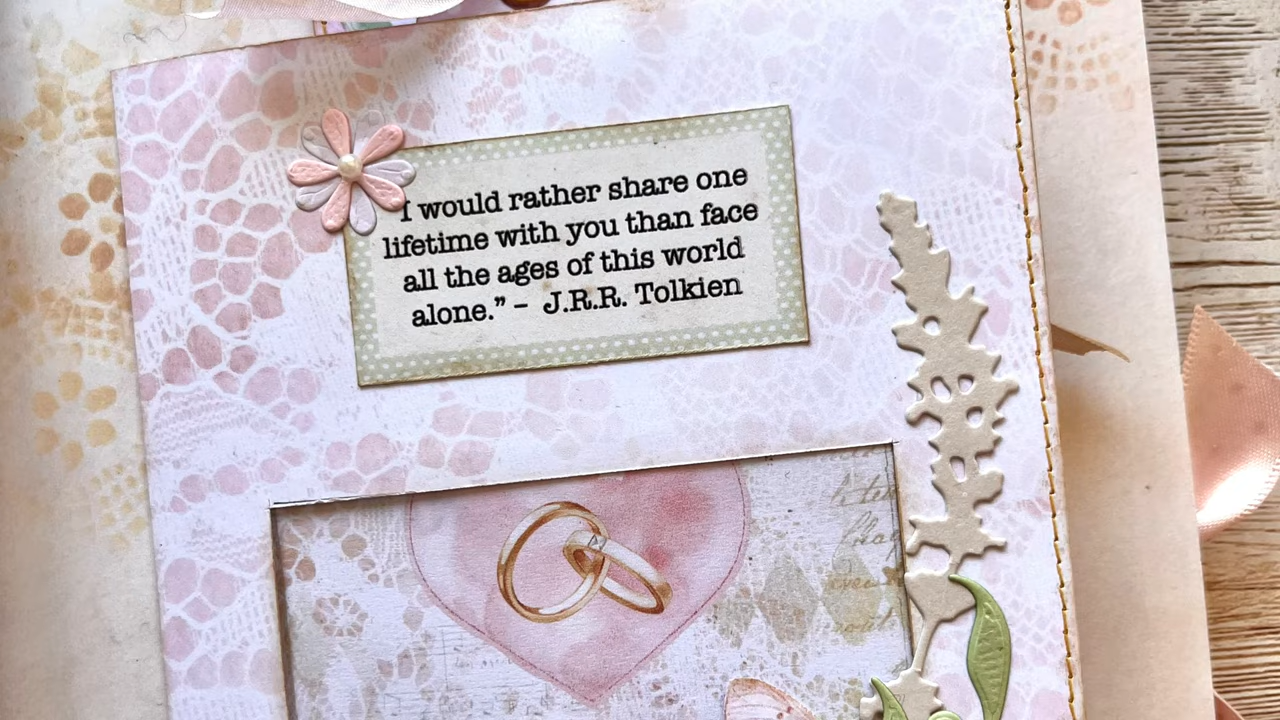 I would rather share one
lifetime with you than face
all the ages of this world
alone.” – J.R.R. Tolkien